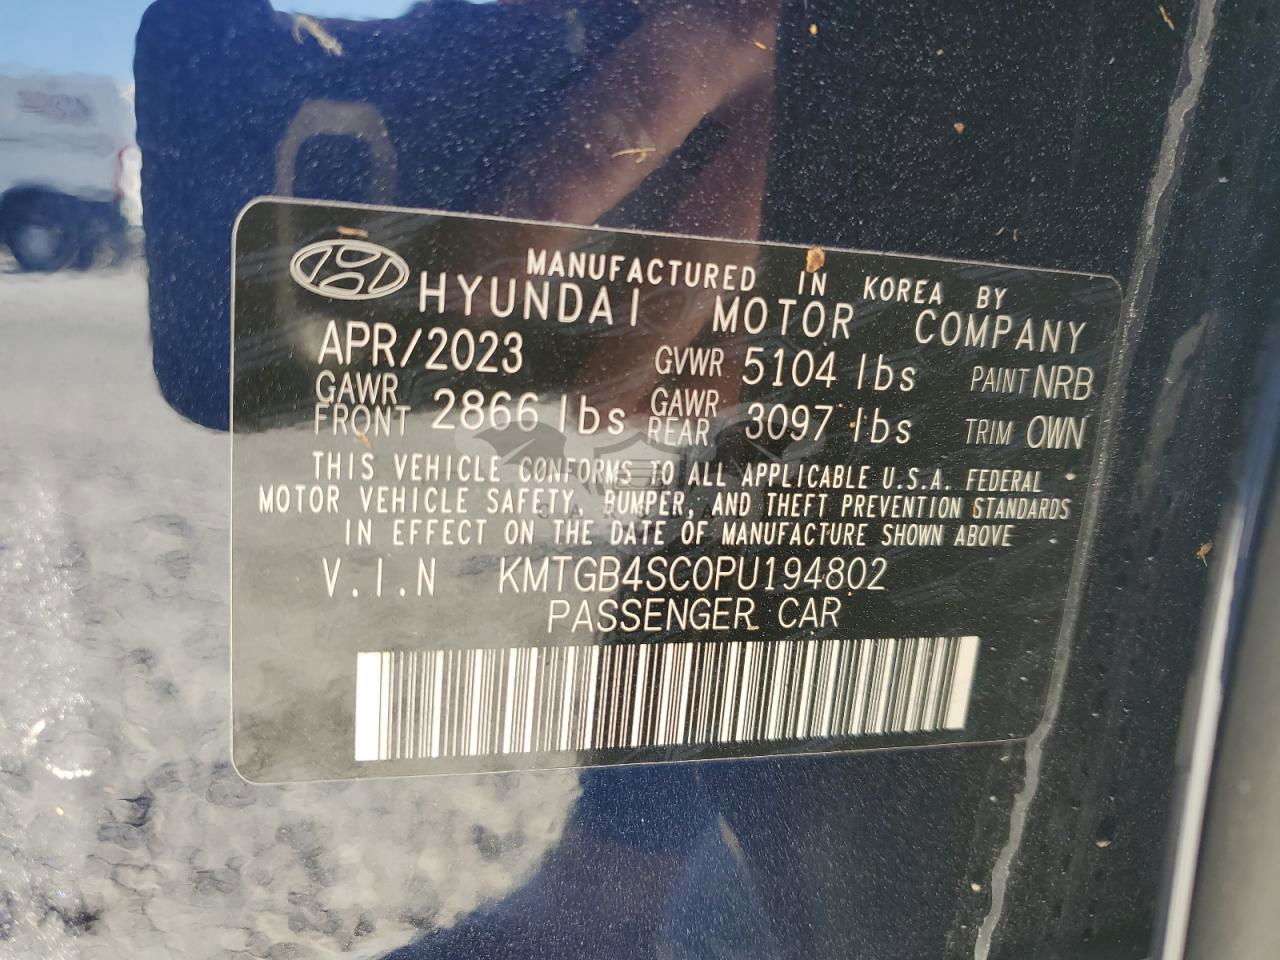 MANUFACTURED IN KOREA BY
HYUNDAI MOTOR COMPANY
APR/2023 GVWR 5104 lbs PAINT NRB
GAWR FRONT 2866 lbs GAWR REAR 3097 lbs TRIM OWN
THIS VEHICLE CONFORMS TO ALL APPLICABLE U.S.A. FEDERAL
MOTOR VEHICLE SAFETY, BUMPER, AND THEFT PREVENTION STANDARDS
IN EFFECT ON THE DATE OF MANUFACTURE SHOWN ABOVE
V.I.N KMTGB4SC0PU194802
PASSENGER CAR